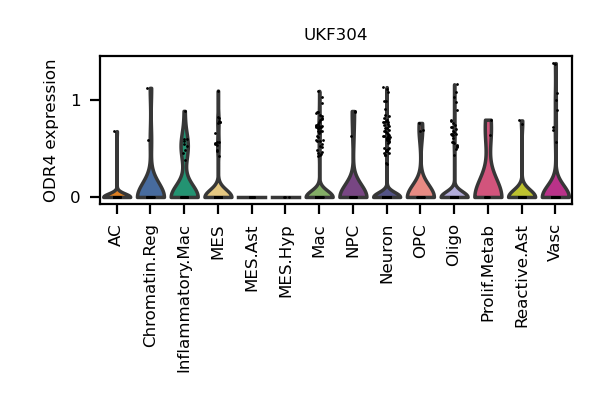 UKF304
ODR4 expression
1
0
AC
Chromatin.Reg
Inflammatory.Mac
MES
MES.Ast
MES.Hyp
Mac
NPC
Neuron
OPC
Oligo
Prolif.Metab
Reactive.Ast
Vasc